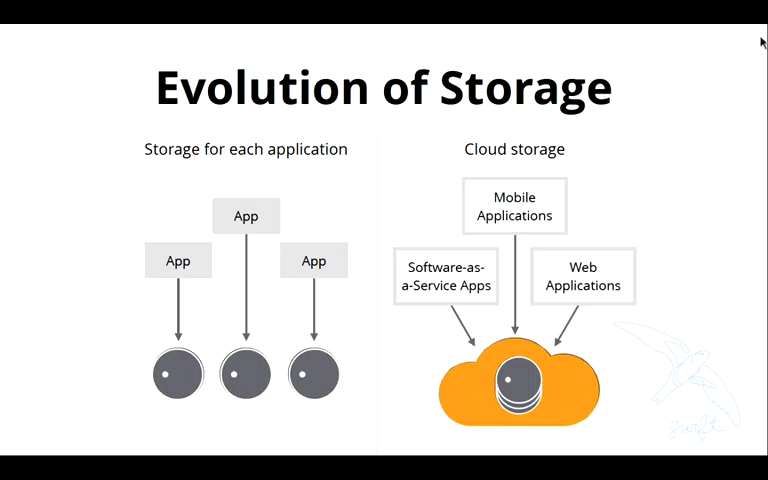 Evolution of Storage
Storage for each application
App
App
App
Cloud storage
Mobile
Applications
Software-as-
a-Service Apps
Web
Applications
swift